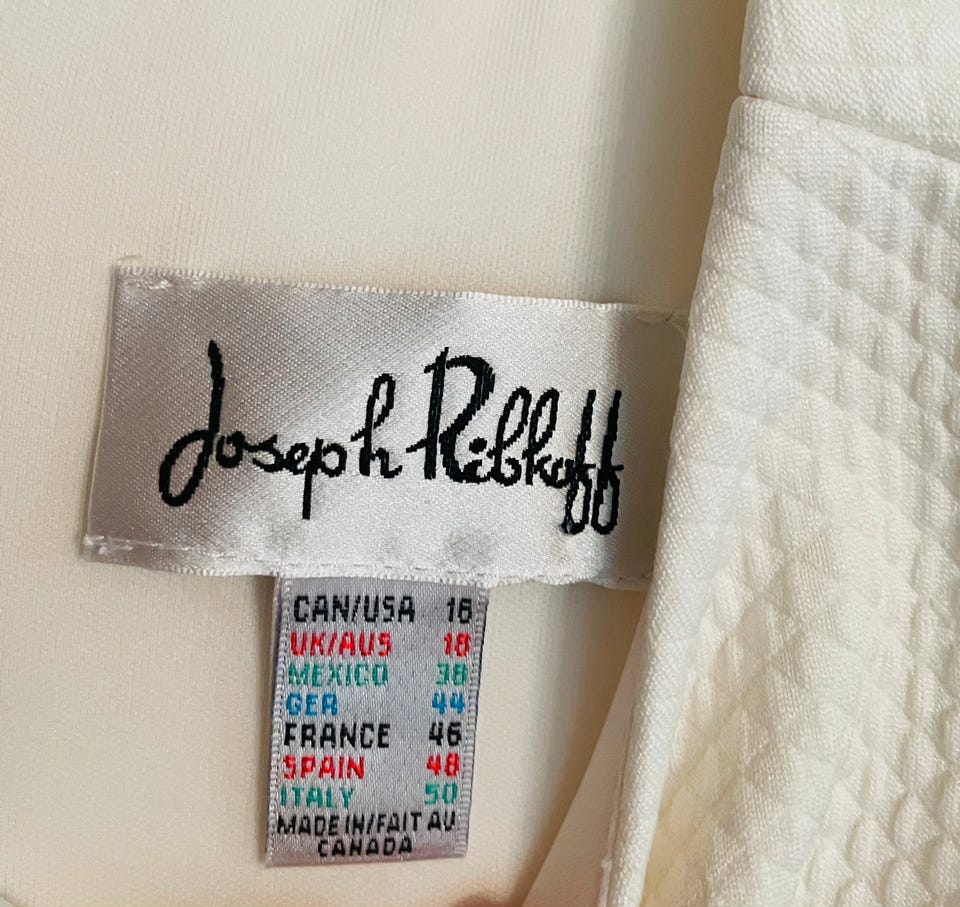 Joseph Ribkoff
CAN/USA 16
UK/AUS 18
MEXICO 38
GER 44
FRANCE 46
SPAIN 48
ITALY 50
MADE IN/FAIT AU
CANADA